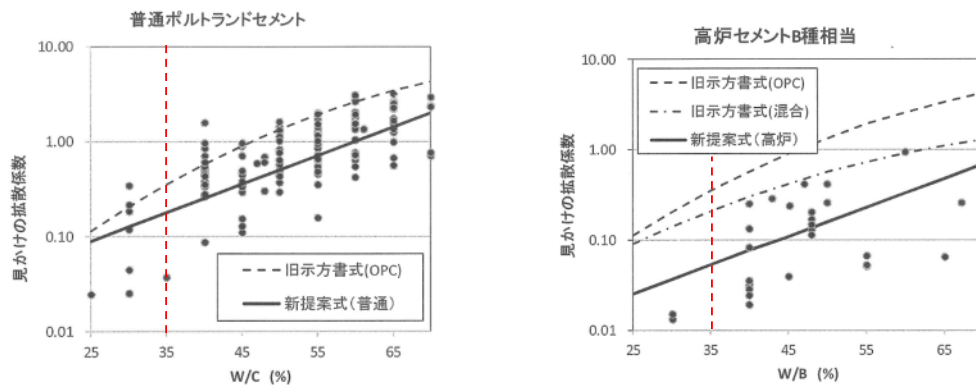 普通ポルトランドセメント
10.00
1.00
0.10
0.01
見かけの拡散係数
旧示方書式(OPC)
新提案式(普通)
25
35
45
55
65
W/C (%)
高炉セメントB種相当
10.00
1.00
0.10
0.01
見かけの拡散係数
旧示方書式(OPC)
旧示方書式(混合)
新提案式(高炉)
25
35
45
55
65
W/B (%)